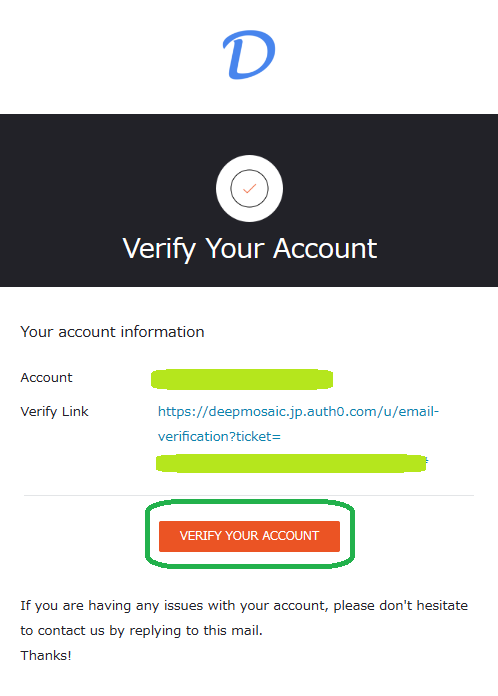 D
Verify Your Account
Your account information
Account
Verify Link https://deepmosaic.jp.auth0.com/u/email-
verification?ticket=
VERIFY YOUR ACCOUNT
If you are having any issues with your account, please don't hesitate
to contact us by replying to this mail.
Thanks!